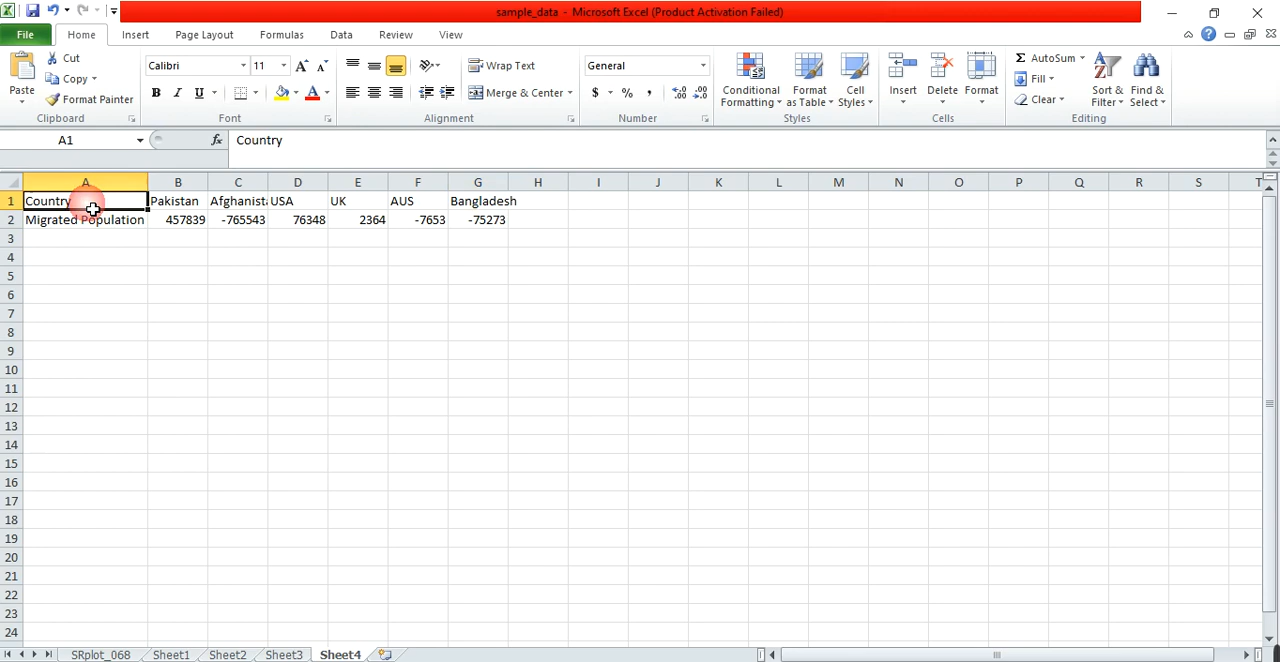 sample_data - Microsoft Excel (Product Activation Failed)
File Home Insert Page Layout Formulas Data Review View
Paste
Cut
Copy
Format Painter
Clipboard
Calibri 11
B I U
Font
Wrap Text
Merge & Center
Alignment
General
$ % ,
Number
Conditional Formatting
Format as Table
Cell Styles
Styles
Insert Delete Format
Cells
Σ AutoSum
Fill
Clear
Sort & Filter
Find & Select
Editing
A1 fx Country
A B C D E F G H I J K L M N O P Q R S T
1 Country Pakistan Afghanist USA UK AUS Bangladesh
2 Migrated Population 457839 -765543 76348 2364 -7653 -75273
3
4
5
6
7
8
9
10
11
12
13
14
15
16
17
18
19
20
21
22
23
24
SRplot_068 Sheet1 Sheet2 Sheet3 Sheet4